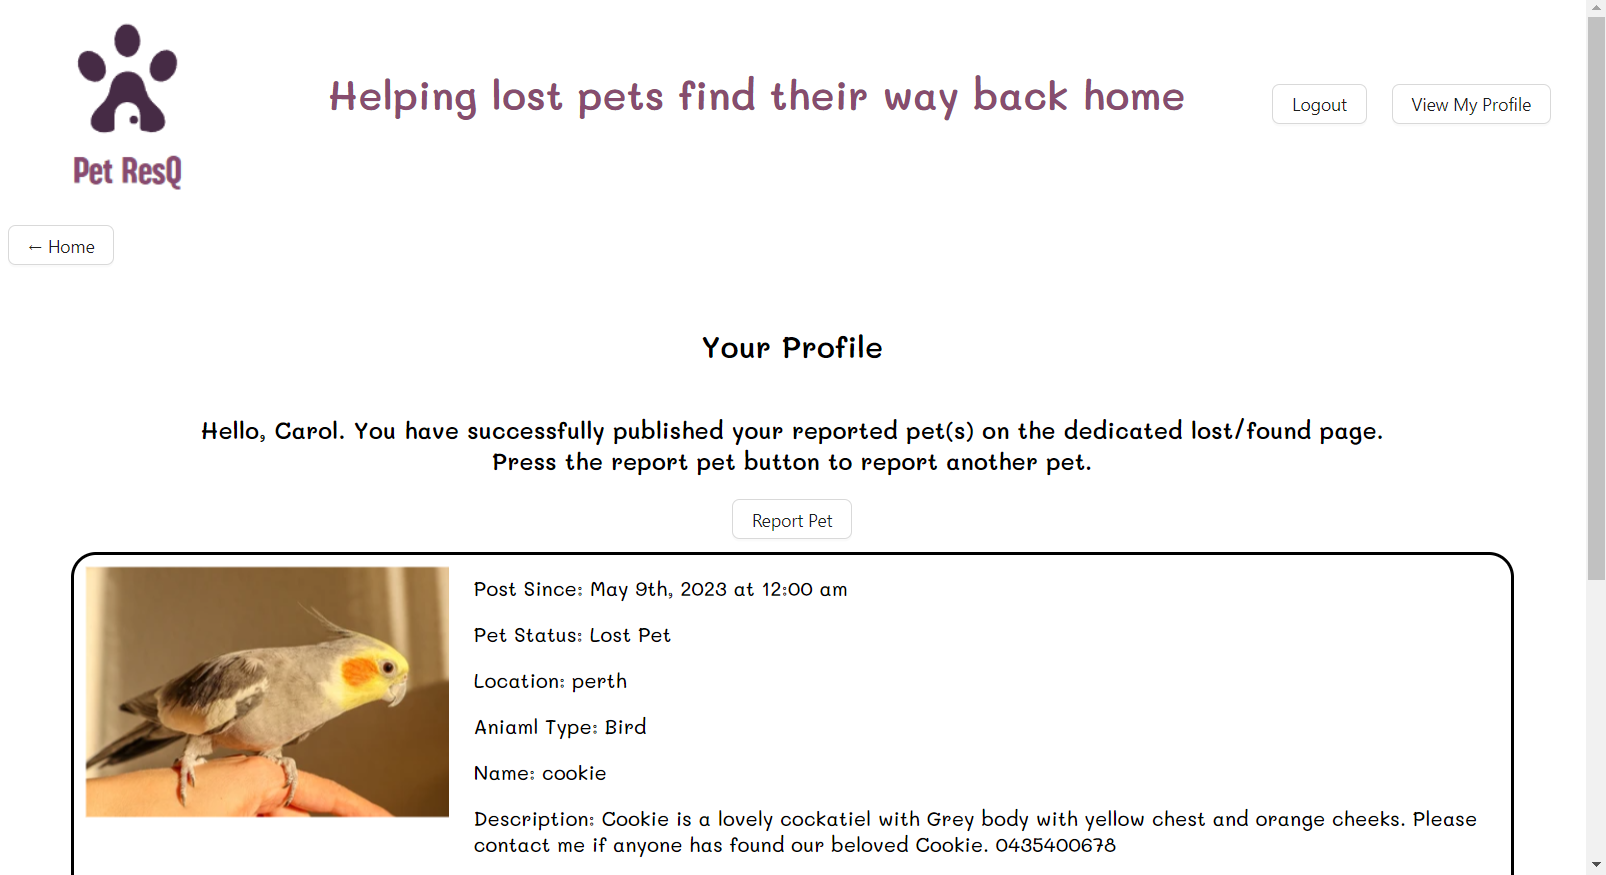 Pet ResQ
Helping lost pets find their way back home
Logout
View My Profile
← Home
Your Profile
Hello, Carol. You have successfully published your reported pet(s) on the dedicated lost/found page.
Press the report pet button to report another pet.
Report Pet
Post Since: May 9th, 2023 at 12:00 am
Pet Status: Lost Pet
Location: perth
Aniaml Type: Bird
Name: cookie
Description: Cookie is a lovely cockatiel with Grey body with yellow chest and orange cheeks. Please
contact me if anyone has found our beloved Cookie. 0435400678